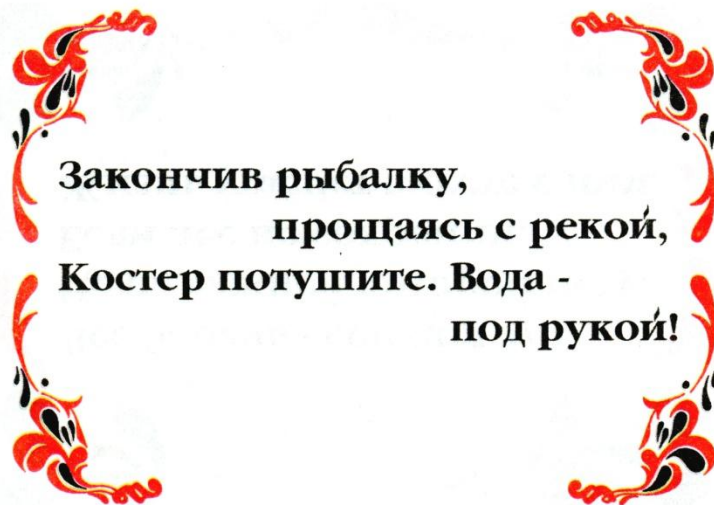 Закончив рыбалку,
прощаясь с рекой,
Костер потушите. Вода -
под рукой!